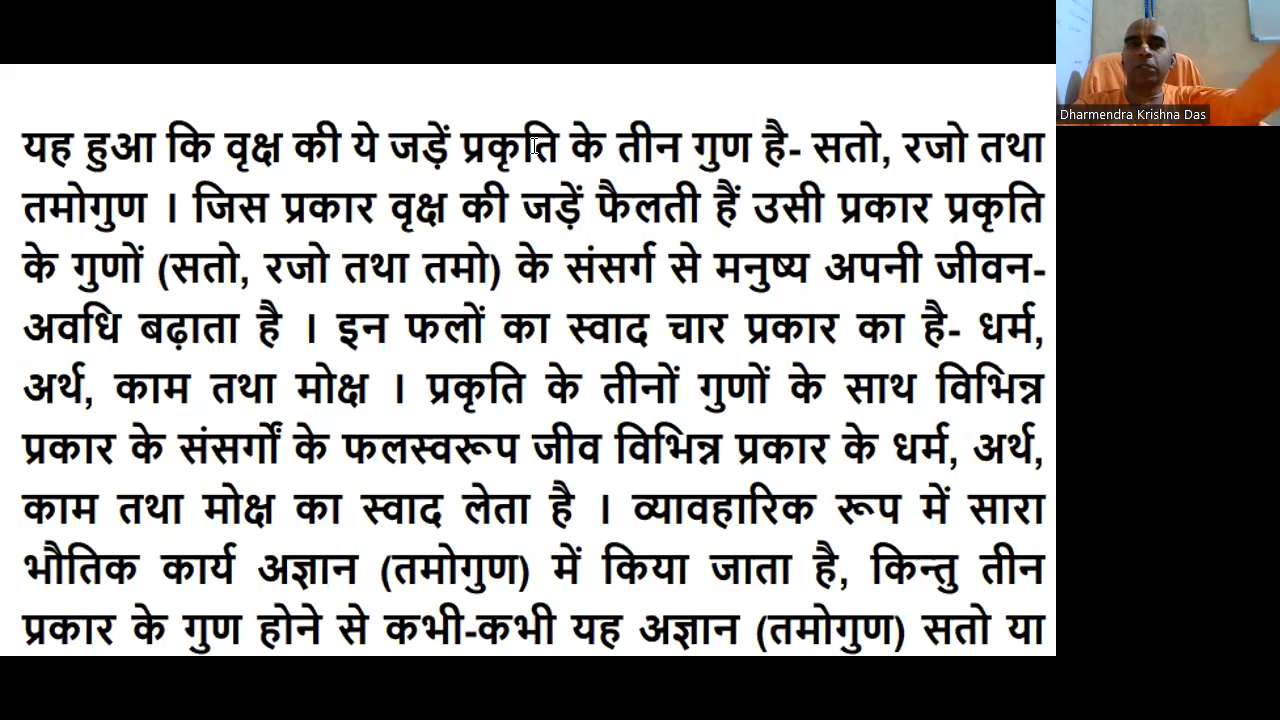 यह हुआ कि वृक्ष की ये जड़ें प्रकृति के तीन गुण है- सतो, रजो तथा
तमोगुण । जिस प्रकार वृक्ष की जड़ें फैलती हैं उसी प्रकार प्रकृति
के गुणों (सतो, रजो तथा तमो) के संसर्ग से मनुष्य अपनी जीवन-
अवधि बढ़ाता है । इन फलों का स्वाद चार प्रकार का है- धर्म,
अर्थ, काम तथा मोक्ष । प्रकृति के तीनों गुणों के साथ विभिन्न
प्रकार के संसर्गों के फलस्वरूप जीव विभिन्न प्रकार के धर्म, अर्थ,
काम तथा मोक्ष का स्वाद लेता है । व्यावहारिक रूप में सारा
भौतिक कार्य अज्ञान (तमोगुण) में किया जाता है, किन्तु तीन
प्रकार के गुण होने से कभी-कभी यह अज्ञान (तमोगुण) सतो या
Dharmendra Krishna Das